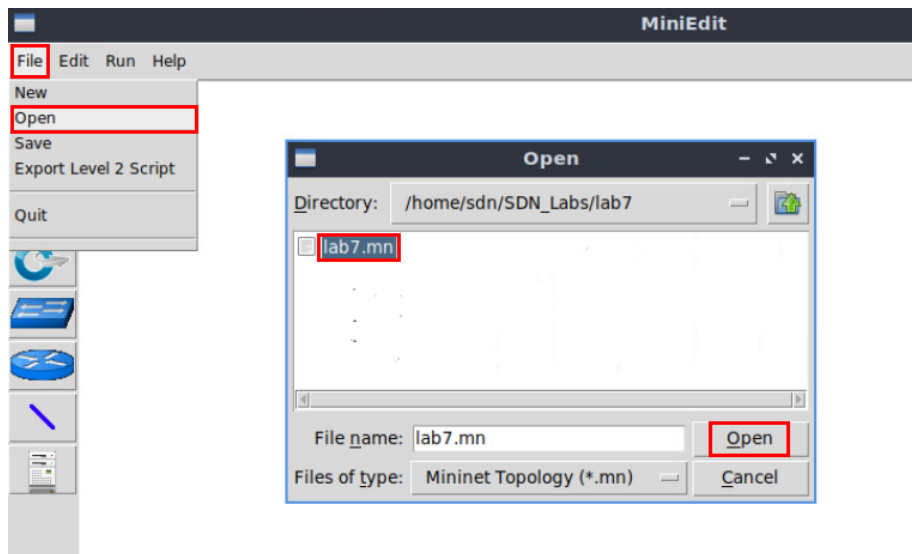 MiniEdit
File Edit Run Help
New
Open
Save
Export Level 2 Script
Quit
Open
Directory: /home/sdn/SDN_Labs/lab7
lab7.mn
File name: lab7.mn Open
Files of type: Mininet Topology (*.mn) Cancel